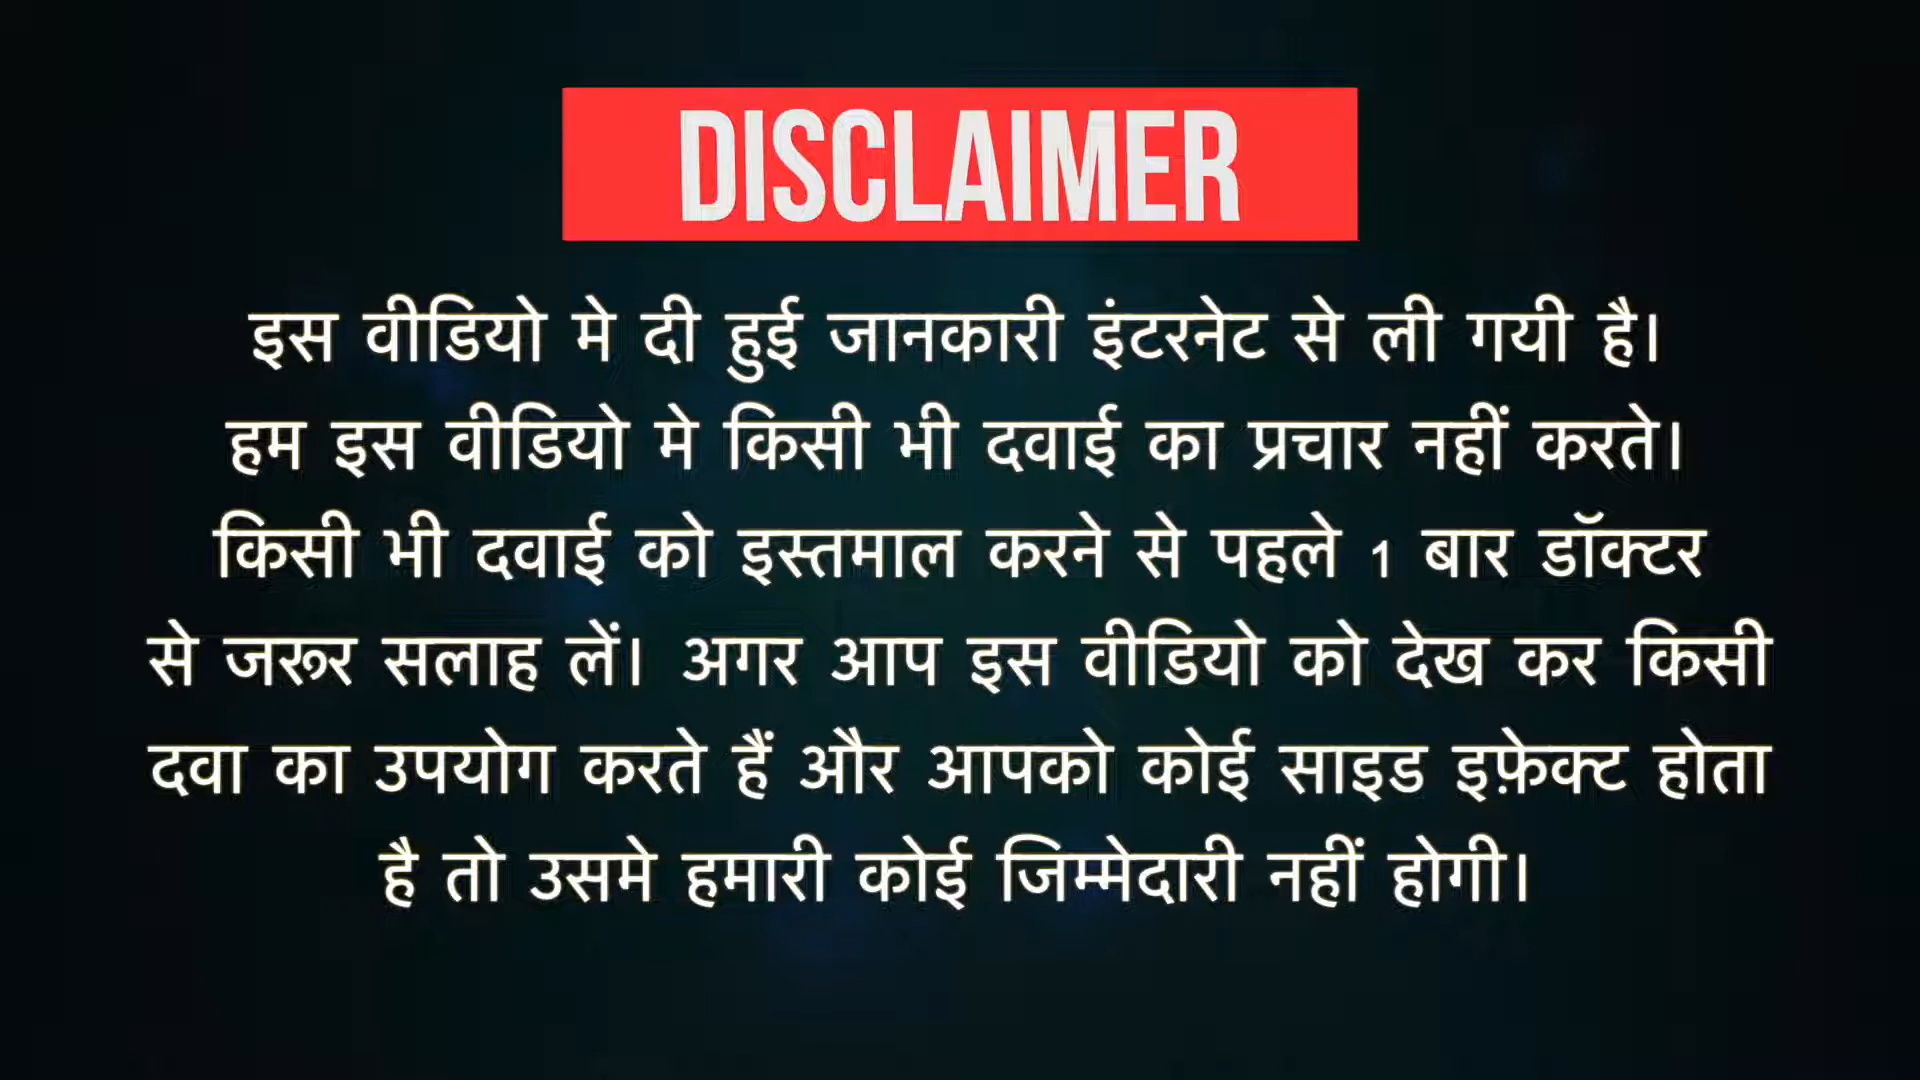 DISCLAIMER
इस वीडियो मे दी हुई जानकारी इंटरनेट से ली गयी है।
हम इस वीडियो मे किसी भी दवाई का प्रचार नहीं करते।
किसी भी दवाई को इस्तमाल करने से पहले 1 बार डॉक्टर
से जरूर सलाह लें। अगर आप इस वीडियो को देख कर किसी
दवा का उपयोग करते हैं और आपको कोई साइड इफ़ेक्ट होता
है तो उसमे हमारी कोई जिम्मेदारी नहीं होगी।